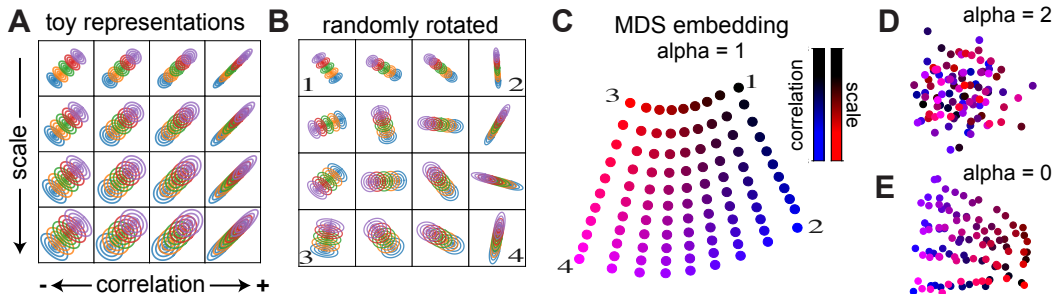 A toy representations
scale
- correlation +
B randomly rotated
1
2
3
4
C MDS embedding
alpha = 1
3
1
2
4
correlation
scale
D alpha = 2
E alpha = 0